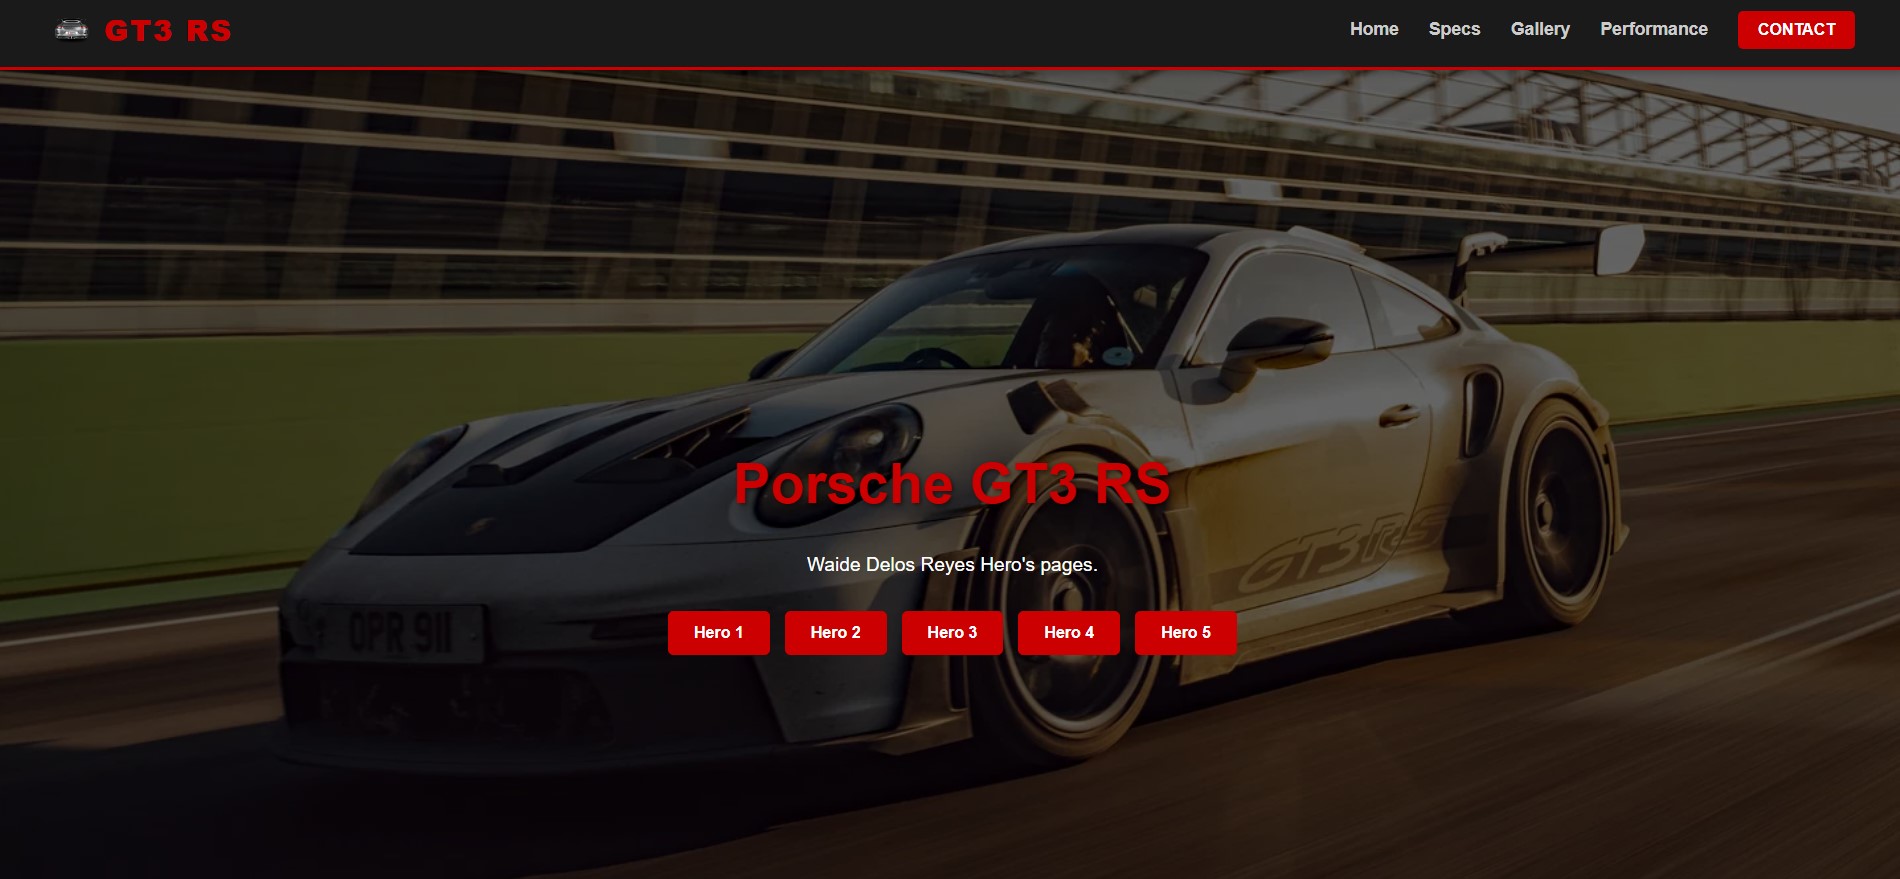 GT3 RS
Home Specs Gallery Performance CONTACT
Porsche GT3 RS
GT3RS
Waide Delos Reyes Hero's pages.
OPR 911
Hero 1 Hero 2 Hero 3 Hero 4 Hero 5